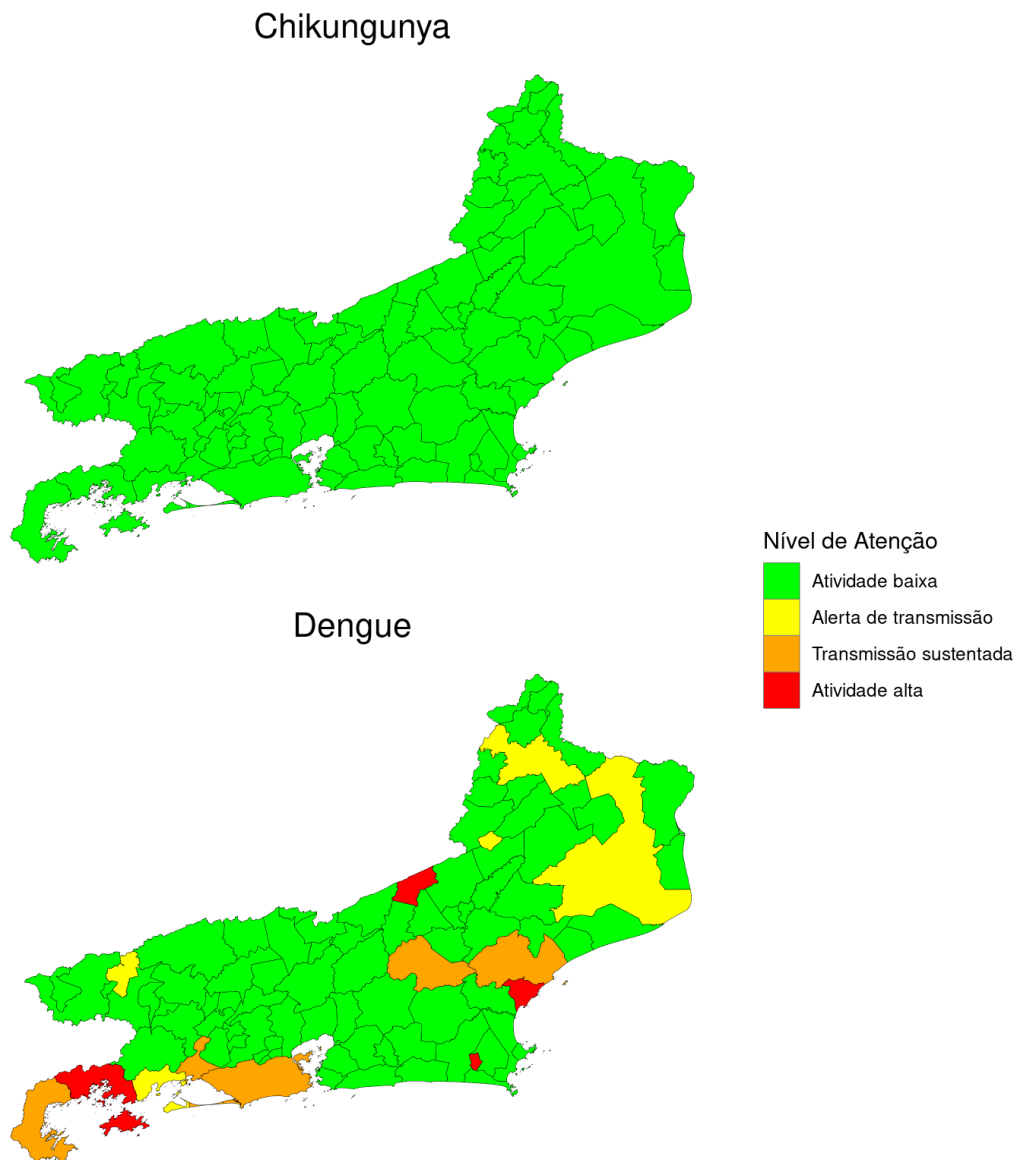 Chikungunya
Nível de Atenção
Atividade baixa
Alerta de transmissão
Transmissão sustentada
Atividade alta
Dengue